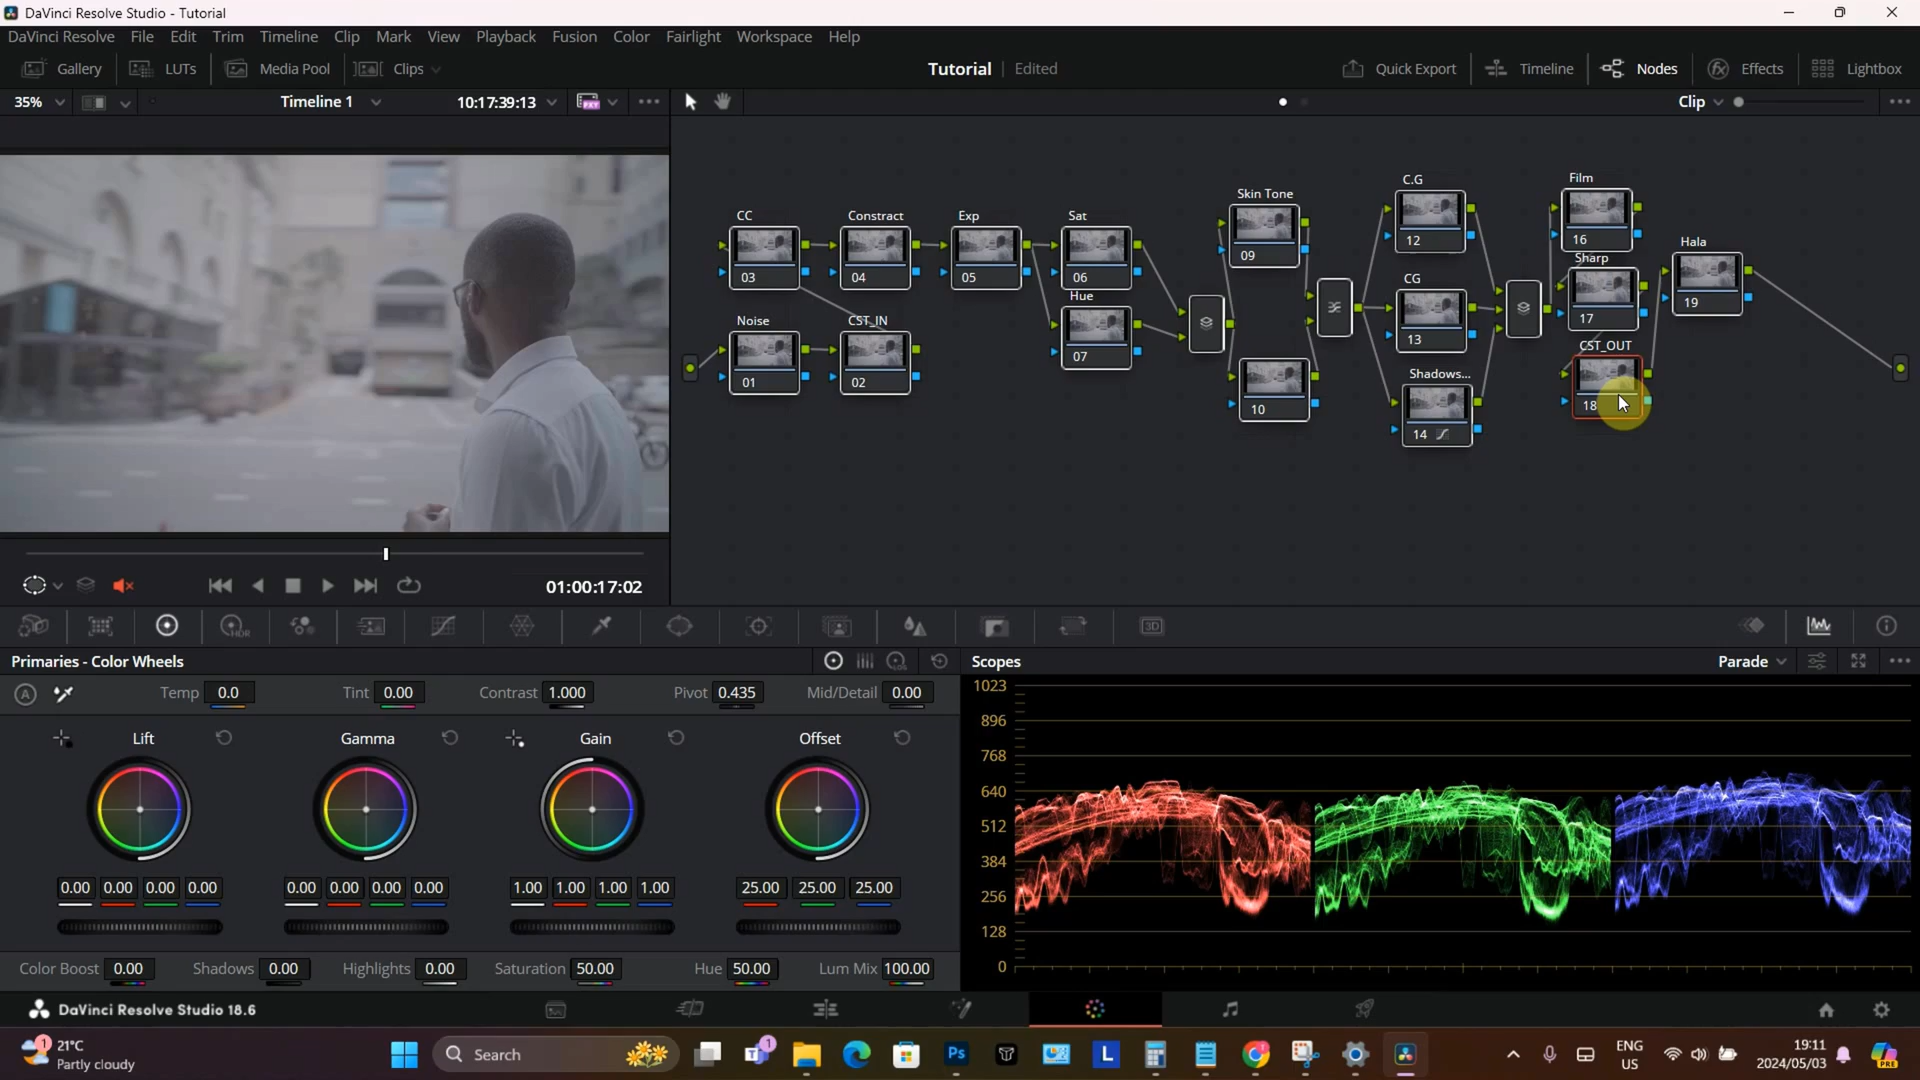 DaVinci Resolve Studio - Tutorial
DaVinci Resolve File Edit Trim Timeline Clip Mark View Playback Fusion Color Fairlight Workspace Help
Gallery LUTs Media Pool Clips Tutorial Edited Quick Export Timeline Nodes Effects Lightbox
35% Timeline 1 10:17:39:13 Clip
C.G Film
Skin Tone
CC Constract Exp Sat
12 16
Hala
09
Sharp
03 04 05 06
CG
Hue
19
17
Noise CST_IN
13
CST_OUT
07
Shadows...
01 02
10
18
14
01:00:17:02
HDR
3D
Primaries - Color Wheels
Scopes Parade
A Temp 0.0 Tint 0.00 Contrast 1.000 Pivot 0.435 Mid/Detail 0.00
Lift Gamma Gain Offset
0.00 0.00 0.00 0.00 0.00 0.00 0.00 0.00 1.00 1.00 1.00 1.00 25.00 25.00 25.00
Color Boost 0.00 Shadows 0.00 Highlights 0.00 Saturation 50.00 Hue 50.00 Lum Mix 100.00
1023
896
768
640
512
384
256
128
0
DaVinci Resolve Studio 18.6
1 21°C
Partly cloudy
Search
1
Ps
L
ENG
US
19:11
2024/05/03
PRE